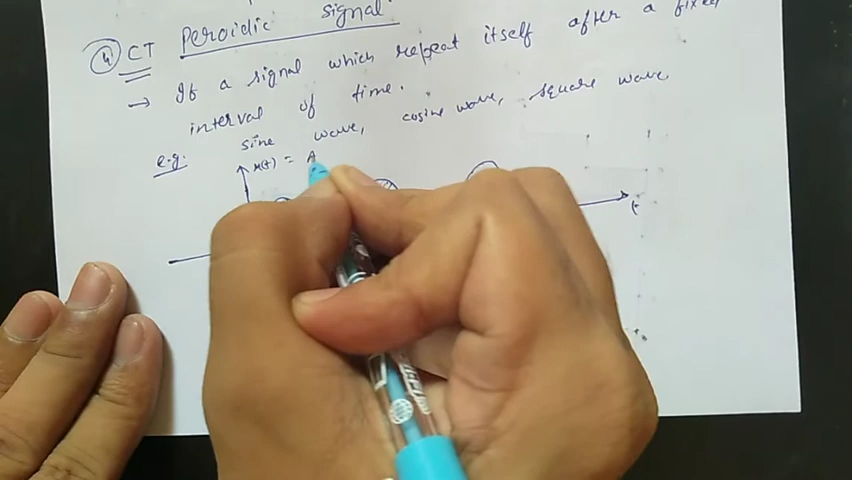 (4) CT Peroidic signal
→ If a signal which repeat itself after a fixed
interval of time.
e.g. sine wave, cosine wave, square wave
x(t) = A
t